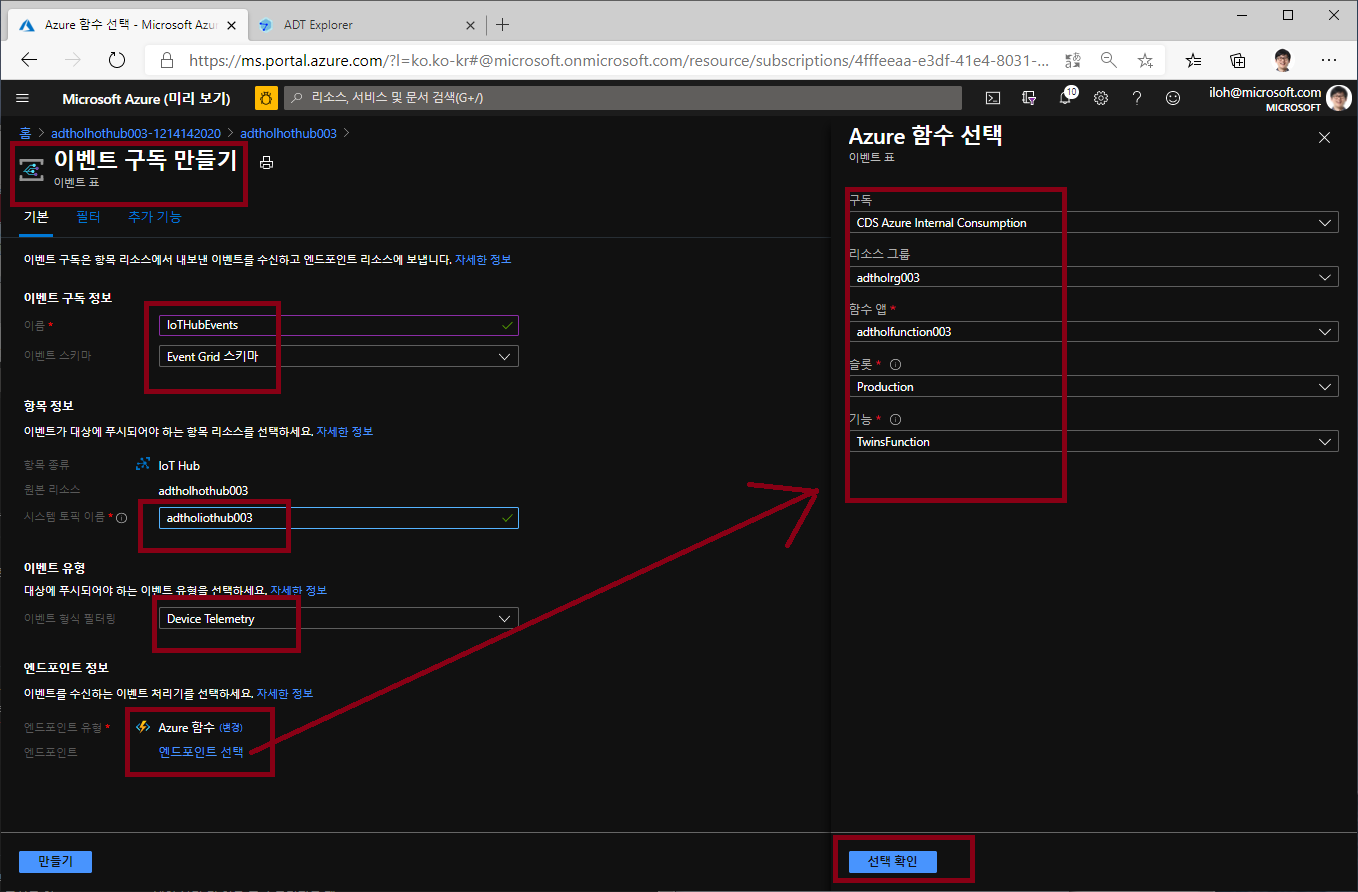 Azure 함수 선택 - Microsoft Azur
ADT Explorer
https://ms.portal.azure.com/?l=ko.ko-kr#@microsoft.onmicrosoft.com/resource/subscriptions/4fffeeaa-e3df-41e4-8031-...
Microsoft Azure (미리 보기)
리소스, 서비스 및 문서 검색(G+/)
10
iloh@microsoft.com
MICROSOFT
홈 > adtholhothub003-1214142020 > adtholhothub003 >
이벤트 구독 만들기
이벤트 표
기본 필터 추가 기능
이벤트 구독은 항목 리소스에서 내보낸 이벤트를 수신하고 엔드포인트 리소스에 보냅니다. 자세한 정보
이벤트 구독 정보
이름 * IoTHubEvents
이벤트 스키마 Event Grid 스키마
항목 정보
이벤트가 대상에 푸시되어야 하는 항목 리소스를 선택하세요. 자세한 정보
항목 종류 IoT Hub
원본 리소스 adtholhothub003
시스템 토픽 이름 * adtholiothub003
이벤트 유형
대상에 푸시되어야 하는 이벤트 유형을 선택하세요. 자세한 정보
이벤트 형식 필터링 Device Telemetry
엔드포인트 정보
이벤트를 수신하는 이벤트 처리기를 선택하세요. 자세한 정보
엔드포인트 유형 * Azure 함수 (변경)
엔드포인트 엔드포인트 선택
만들기
Azure 함수 선택
이벤트 표
구독
CDS Azure Internal Consumption
리소스 그룹
adtholrg003
함수 앱 *
adtholfunction003
슬롯 *
Production
기능 *
TwinsFunction
선택 확인